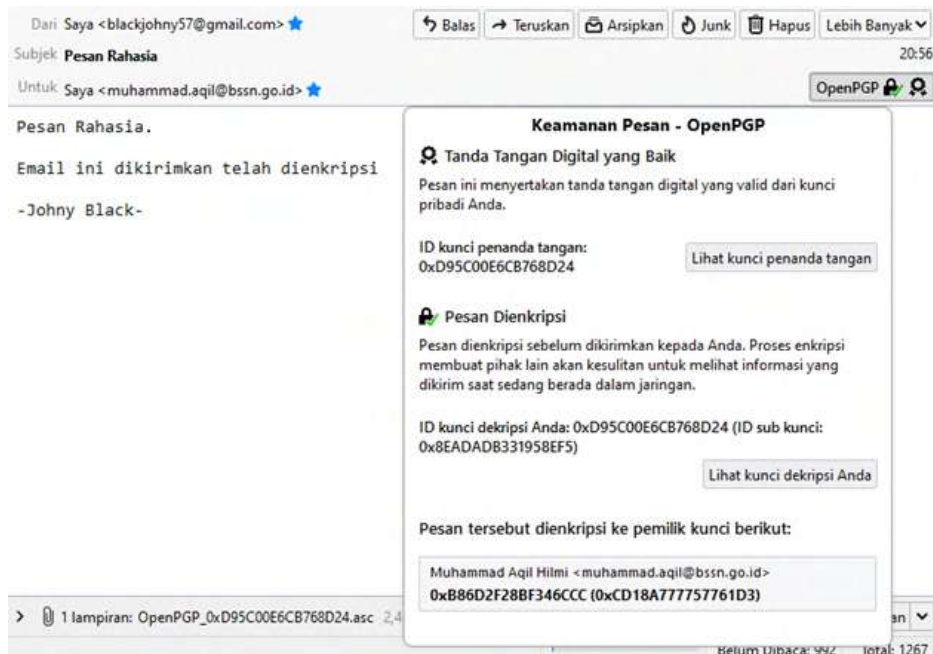 Dari Saya <blackjohny57@gmail.com>
Balas Teruskan Arsipkan Junk Hapus Lebih Banyak
Subjek Pesan Rahasia 20:56
Untuk Saya <muhammad.aqil@bssn.go.id> OpenPGP
Pesan Rahasia.
Email ini dikirimkan telah dienkripsi
-Johny Black-
Keamanan Pesan - OpenPGP
Tanda Tangan Digital yang Baik
Pesan ini menyertakan tanda tangan digital yang valid dari kunci
pribadi Anda.
ID kunci penanda tangan:
0xD95C00E6CB768D24
Lihat kunci penanda tangan
Pesan Dienkripsi
Pesan dienkripsi sebelum dikirimkan kepada Anda. Proses enkripsi
membuat pihak lain akan kesulitan untuk melihat informasi yang
dikirim saat sedang berada dalam jaringan.
ID kunci dekripsi Anda: 0xD95C00E6CB768D24 (ID sub kunci:
0x8EADADB331958EF5)
Lihat kunci dekripsi Anda
Pesan tersebut dienkripsi ke pemilik kunci berikut:
Muhammad Aqil Hilmi <muhammad.aqil@bssn.go.id>
0xB86D2F28BF346CCC (0xCD18A777757761D3)
1 lampiran: OpenPGP_0xD95C00E6CB768D24.asc 2,4
an
Belum Dibaca: 992 Total: 1267